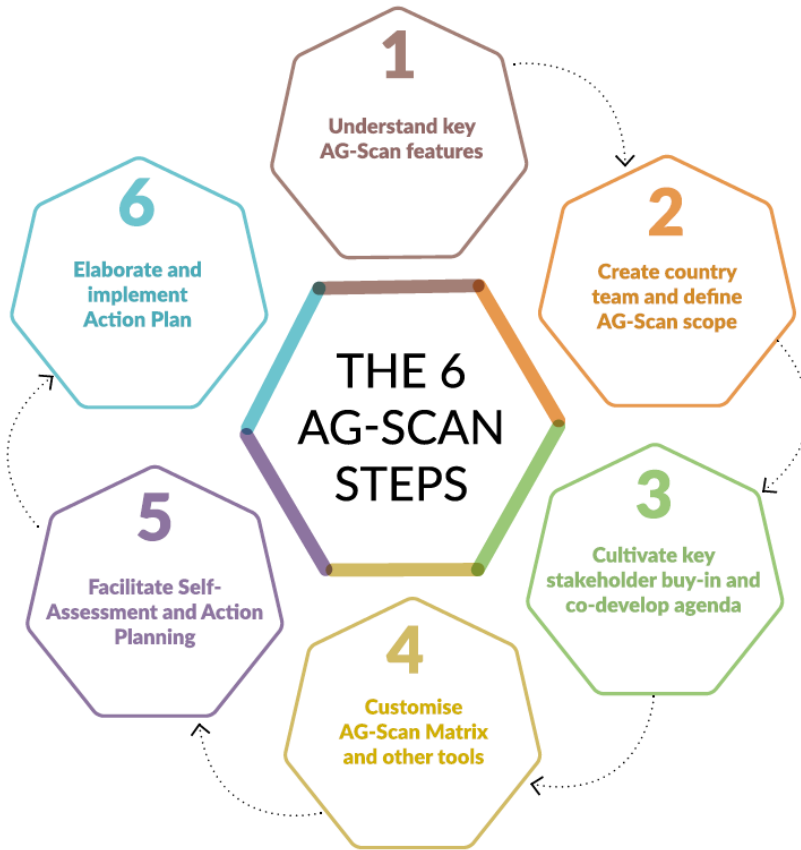 1
Understand key
AG-Scan features
2
Create country
team and define
AG-Scan scope
3
Cultivate key
stakeholder buy-in and
co-develop agenda
4
Customise
AG-Scan Matrix
and other tools
5
Facilitate Self-
Assessment and Action
Planning
6
Elaborate and
implement
Action Plan
THE 6
AG-SCAN
STEPS